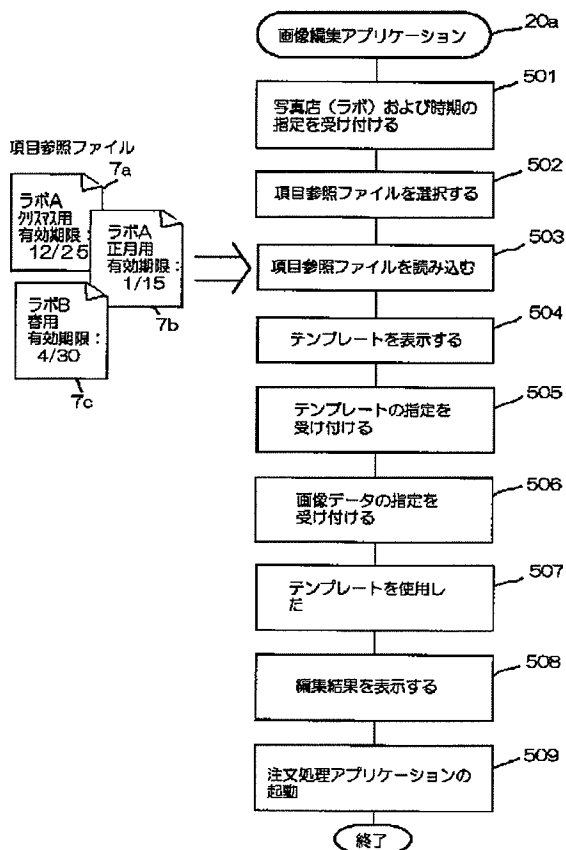 画像編集アプリケーション
20a
501
写真店（ラボ）および時期の
指定を受け付ける
項目参照ファイル
7a
ラボA
クリスマス用
有効期限：
12/25
ラボA
正月用
有効期限：
1/15
7b
ラボB
春用
有効期限：
4/30
7c
502
項目参照ファイルを選択する
503
項目参照ファイルを読み込む
504
テンプレートを表示する
505
テンプレートの指定を
受け付ける
506
画像データの指定を
受け付ける
507
テンプレートを使用し
た
508
編集結果を表示する
509
注文処理アプリケーションの
起動
終了